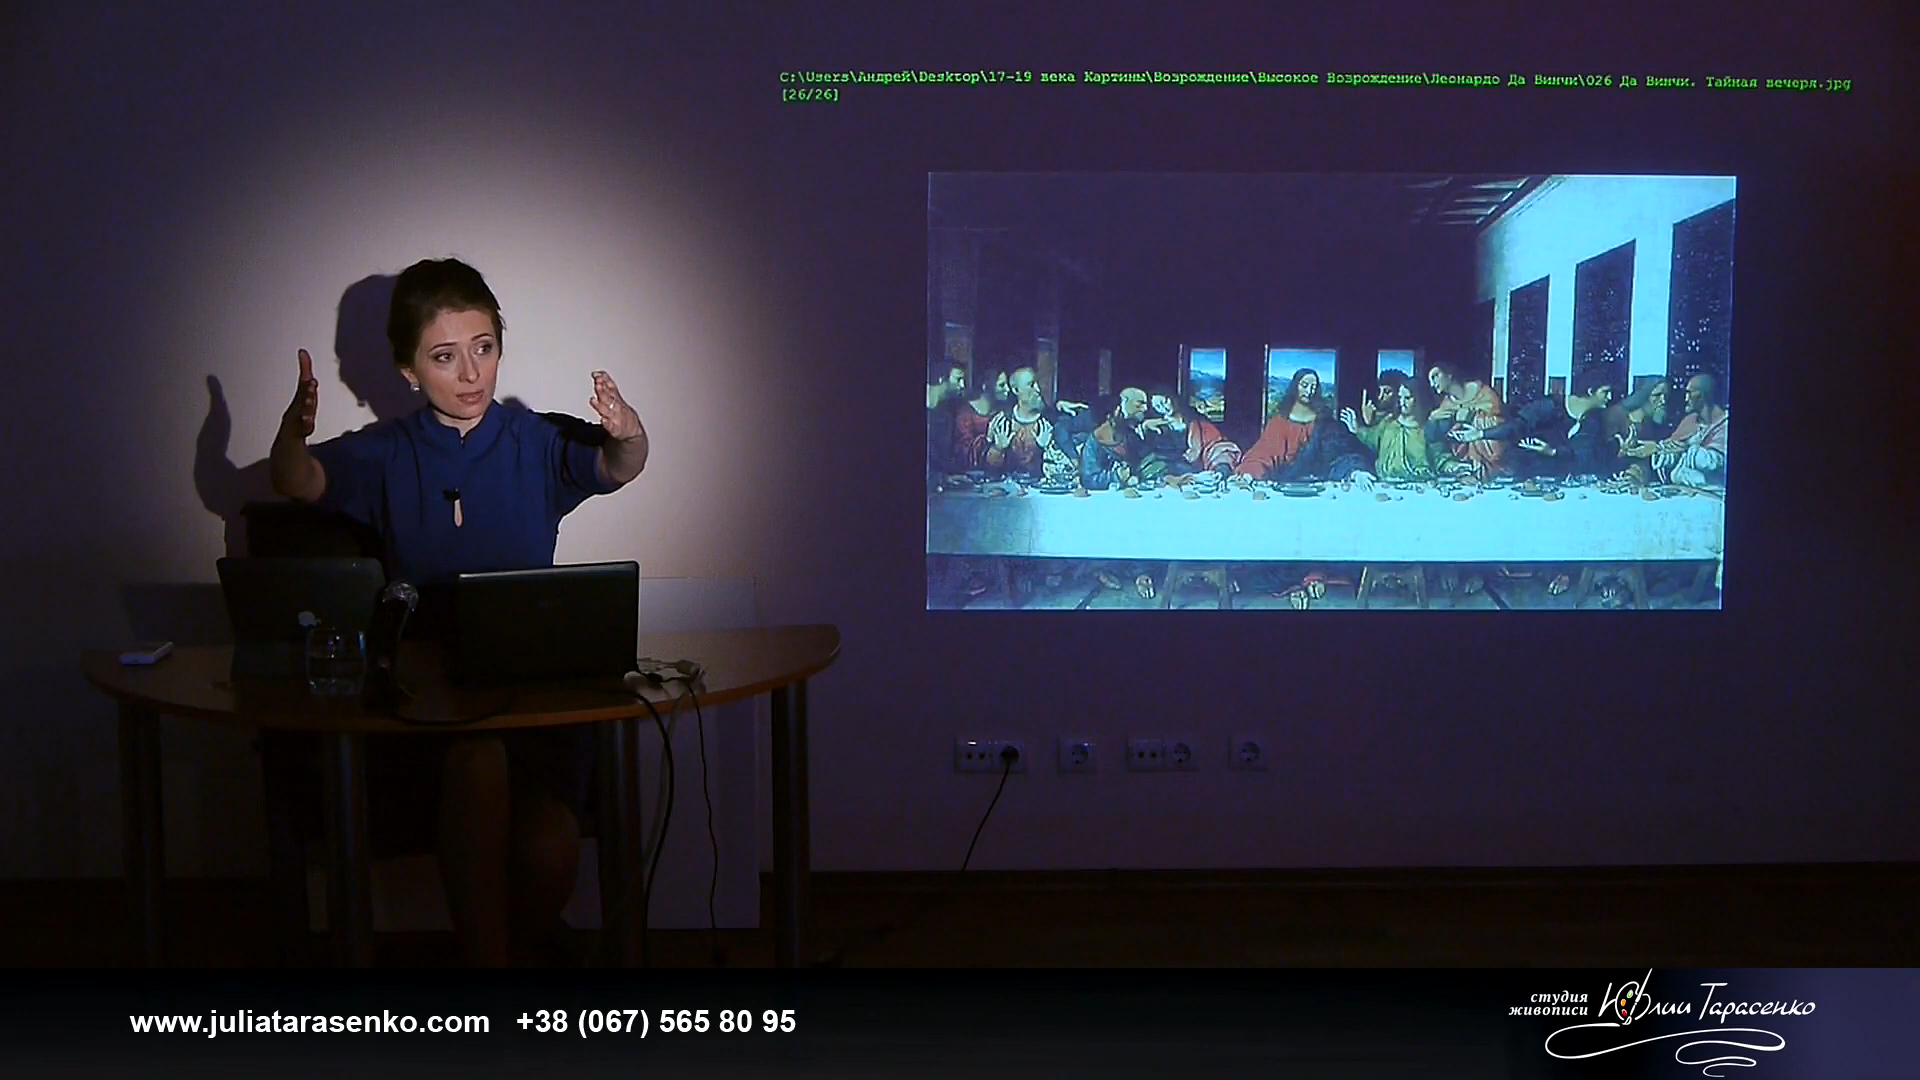 C:\Users\Андрей\Desktop\17-19 века Картины\Возрождение\Высокое Возрождение\Леонардо Да Винчи\026 Да Винчи. Тайная вечеря.jpg
[26/26]
www.juliatarasenko.com +38 (067) 565 80 95
студия
живописи
Юлии Тарасенко